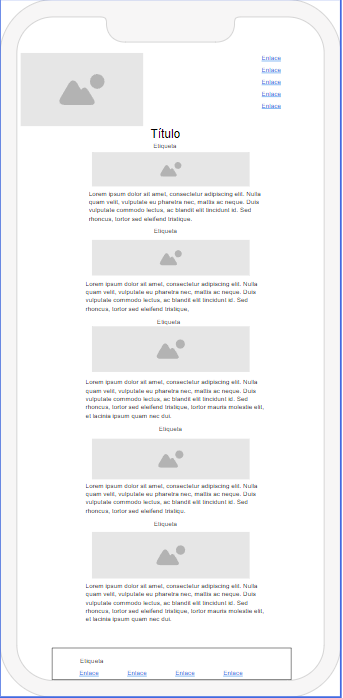 Enlace
Enlace
Enlace
Enlace
Enlace
Título
Etiqueta
Lorem ipsum dolor sit amet, consectetur adipiscing elit. Nulla
quam velit, vulputate eu pharetra nec, mattis ac neque. Duis
vulputate commodo lectus, ac blandit elit tincidunt id. Sed
rhoncus, tortor sed eleifend tristique.
Etiqueta
Lorem ipsum dolor sit amet, consectetur adipiscing elit. Nulla
quam velit, vulputate eu pharetra nec, mattis ac neque. Duis
vulputate commodo lectus, ac blandit elit tincidunt id. Sed
rhoncus, tortor sed eleifend tristique,
Etiqueta
Lorem ipsum dolor sit amet, consectetur adipiscing elit. Nulla
quam velit, vulputate eu pharetra nec, mattis ac neque. Duis
vulputate commodo lectus, ac blandit elit tincidunt id. Sed
rhoncus, tortor sed eleifend tristique, tortor mauris molestie elit,
et lacinia ipsum quam nec dui.
Etiqueta
Lorem ipsum dolor sit amet, consectetur adipiscing elit. Nulla
quam velit, vulputate eu pharetra nec, mattis ac neque. Duis
vulputate commodo lectus, ac blandit elit tincidunt id. Sed
rhoncus, tortor sed eleifend tristiqu.
Etiqueta
Lorem ipsum dolor sit amet, consectetur adipiscing elit. Nulla
quam velit, vulputate eu pharetra nec, mattis ac neque. Duis
vulputate commodo lectus, ac blandit elit tincidunt id. Sed
rhoncus, tortor sed eleifend tristique, tortor mauris molestie elit,
et lacinia ipsum quam nec dui.
Etiqueta
Enlace Enlace Enlace Enlace